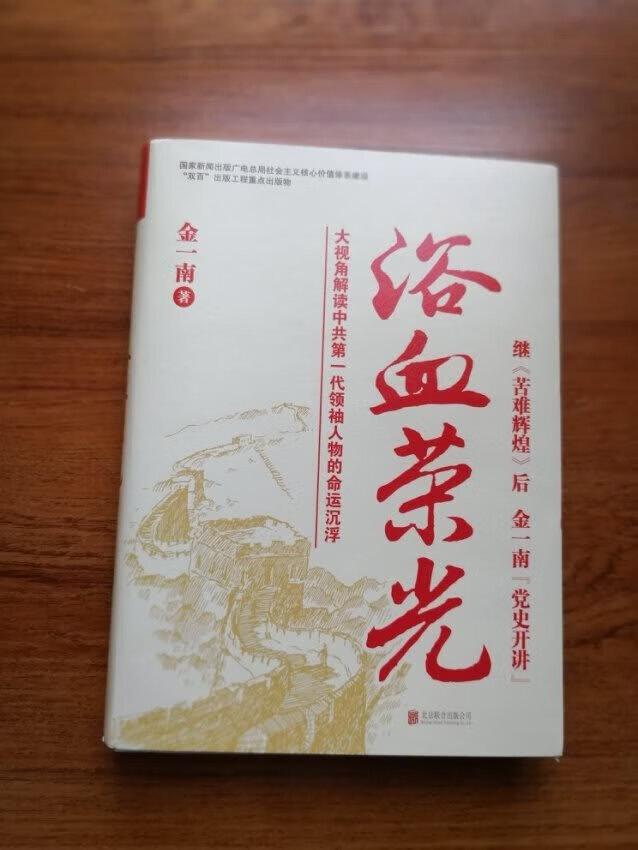 国家新闻出版广电总局社会主义核心价值体系建设
“双百”出版工程重点出版物
继《苦难辉煌》后 金一南『党史开讲』
浴血荣光
大视角解读中共第一代领袖人物的命运沉浮
金一南 著
北京联合出版公司